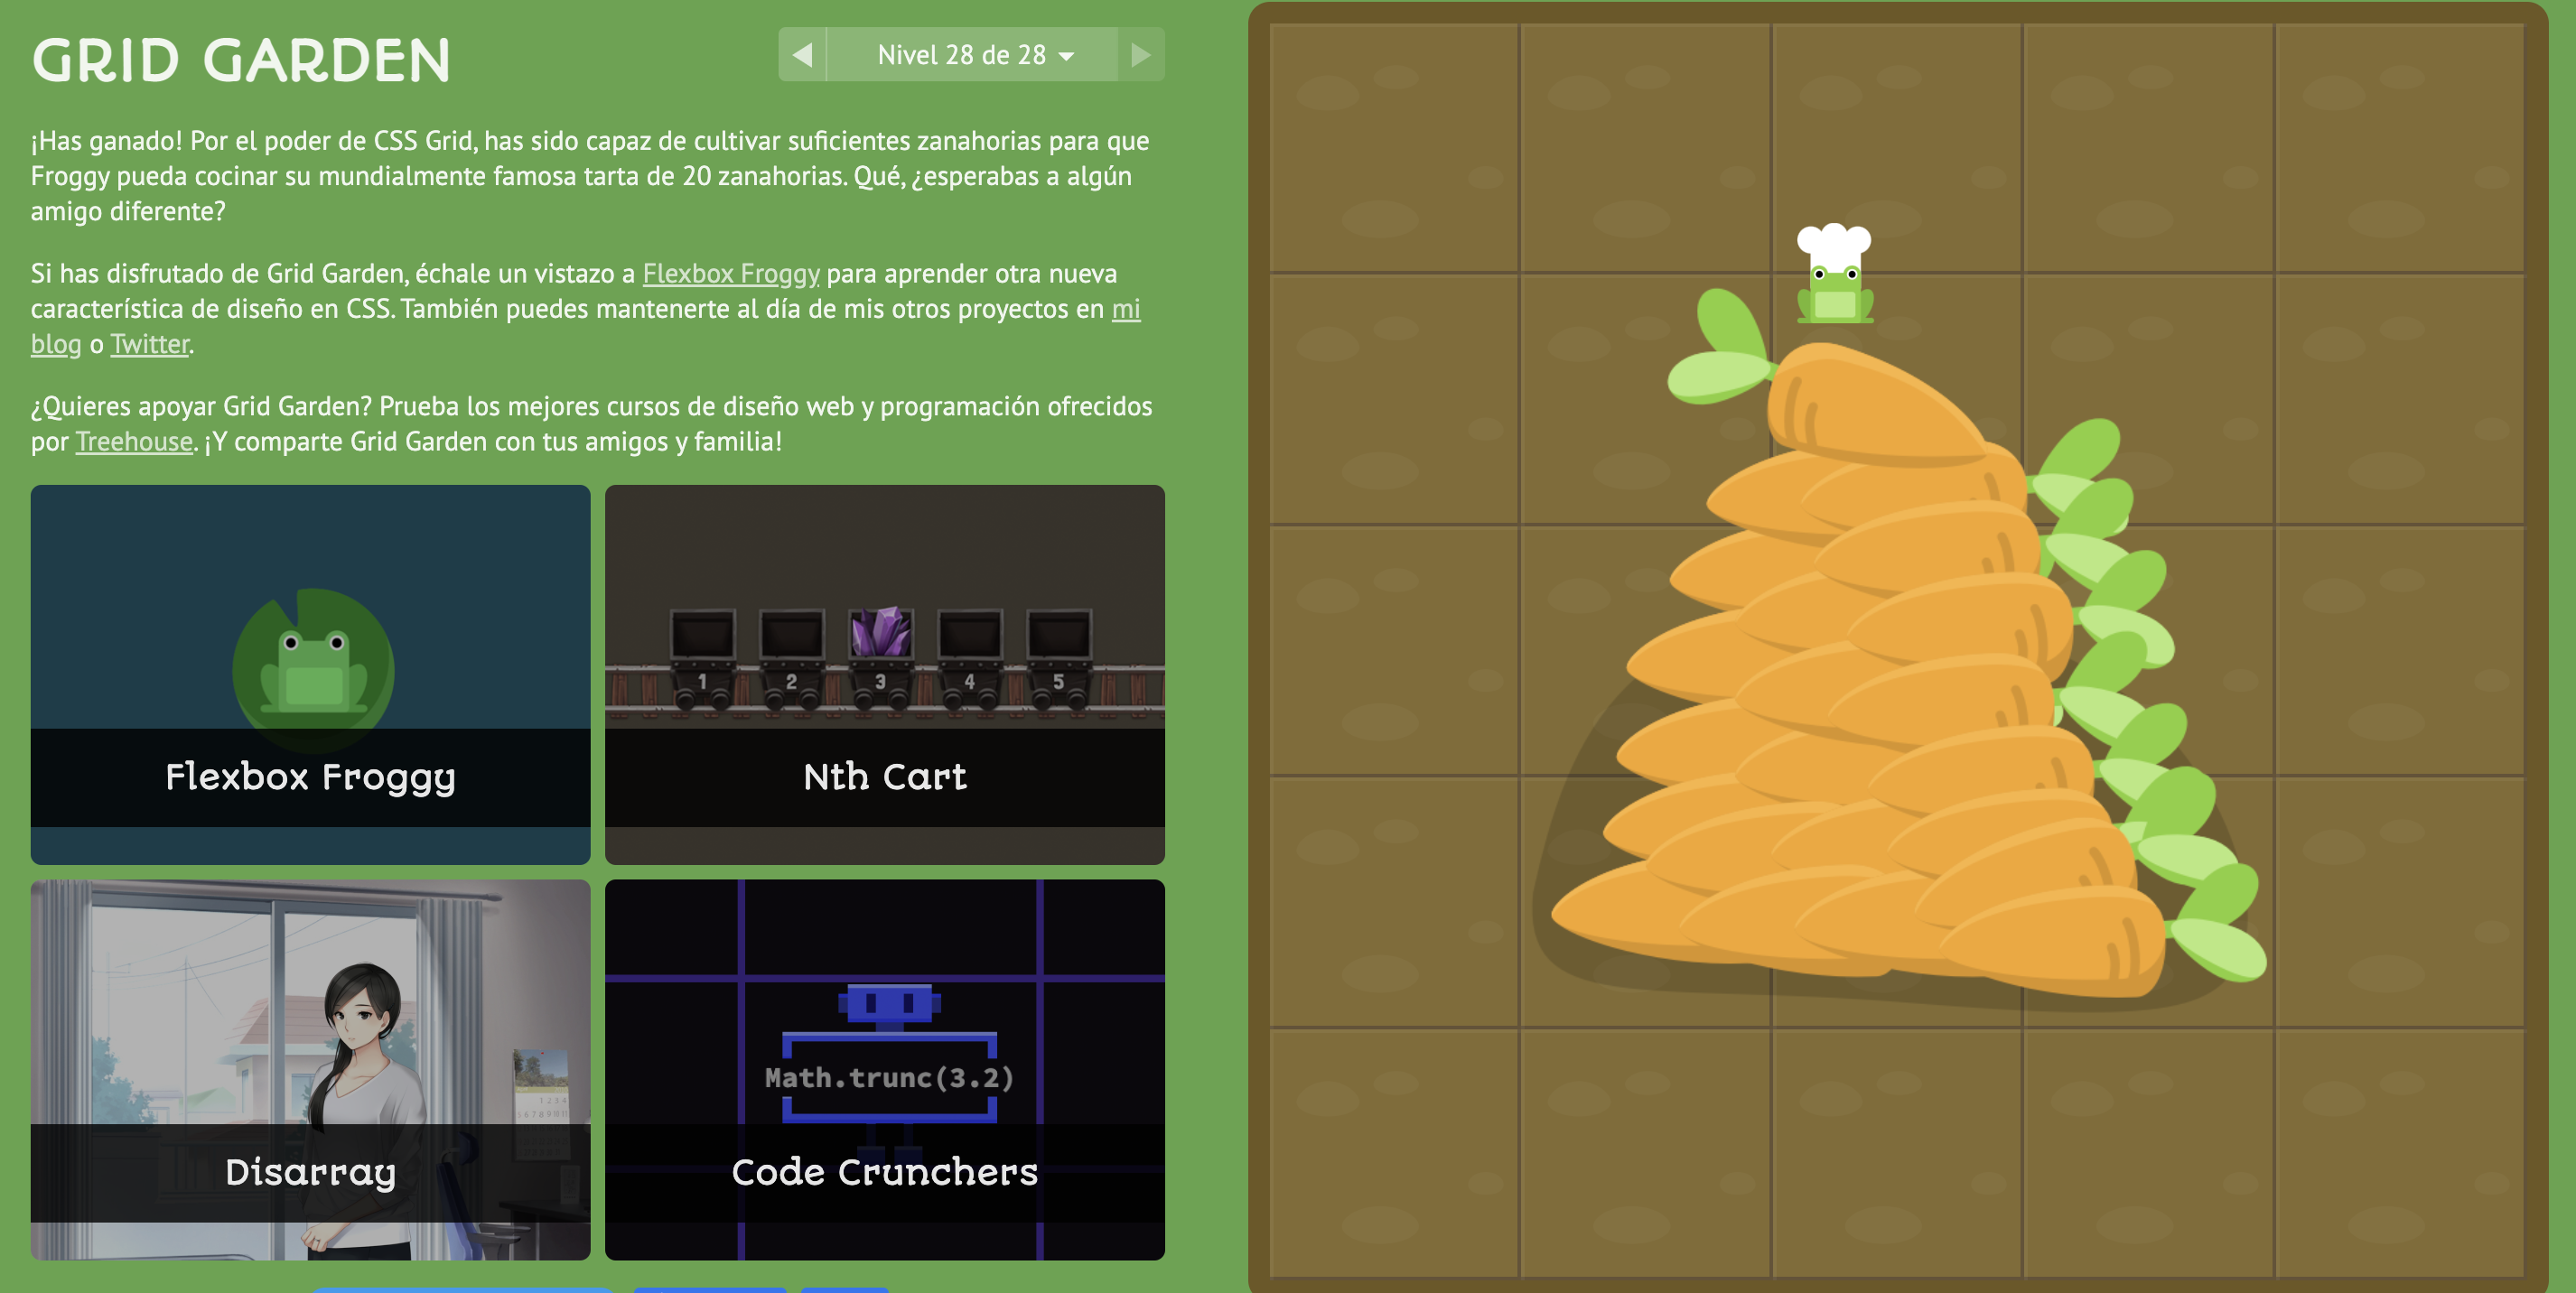 GRID GARDEN
Nivel 28 de 28
¡Has ganado! Por el poder de CSS Grid, has sido capaz de cultivar suficientes zanahorias para que
Froggy pueda cocinar su mundialmente famosa tarta de 20 zanahorias. Qué, ¿esperabas a algún
amigo diferente?
Si has disfrutado de Grid Garden, échale un vistazo a Flexbox Froggy para aprender otra nueva
característica de diseño en CSS. También puedes mantenerte al día de mis otros proyectos en mi
blog o Twitter.
¿Quieres apoyar Grid Garden? Prueba los mejores cursos de diseño web y programación ofrecidos
por Treehouse. ¡Y comparte Grid Garden con tus amigos y familia!
Flexbox Froggy
1 2 3 4 5
Nth Cart
Disarray
Math.trunc(3.2)
Code Crunchers